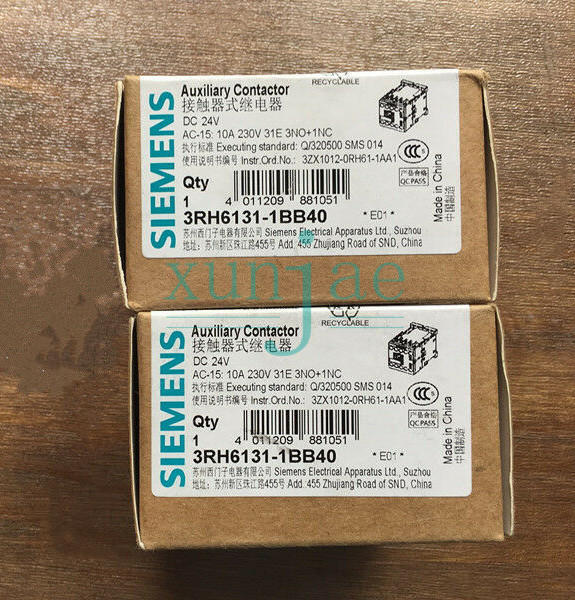 RECYCLABLE
SIEMENS
Auxiliary Contactor
接触器式继电器
DC 24V
AC-15: 10A 230V 31E 3NO+1NC
执行标准 Executing standard: Q/320500 SMS 014
使用说明书编号 Instr.Ord.No.: 3ZX1012-0RH61-1AA1
CCC S
产品合格
QC PASS
Made in China
中国制造
Qty
1 4 011209 881051
3RH6131-1BB40 * E01 *
苏州西门子电器有限公司 Siemens Electrical Apparatus Ltd., Suzhou
地址: 苏州新区珠江路455号 Add: 455 Zhujiang Road of SND, China
xunjae
RECYCLABLE
SIEMENS
Auxiliary Contactor
接触器式继电器
DC 24V
AC-15: 10A 230V 31E 3NO+1NC
执行标准 Executing standard: Q/320500 SMS 014
使用说明书编号 Instr.Ord.No.: 3ZX1012-0RH61-1AA1
CCC S
产品合格
QC PASS
Made in China
中国制造
Qty
1 4 011209 881051
3RH6131-1BB40 * E01 *
苏州西门子电器有限公司 Siemens Electrical Apparatus Ltd., Suzhou
地址: 苏州新区珠江路455号 Add: 455 Zhujiang Road of SND, China